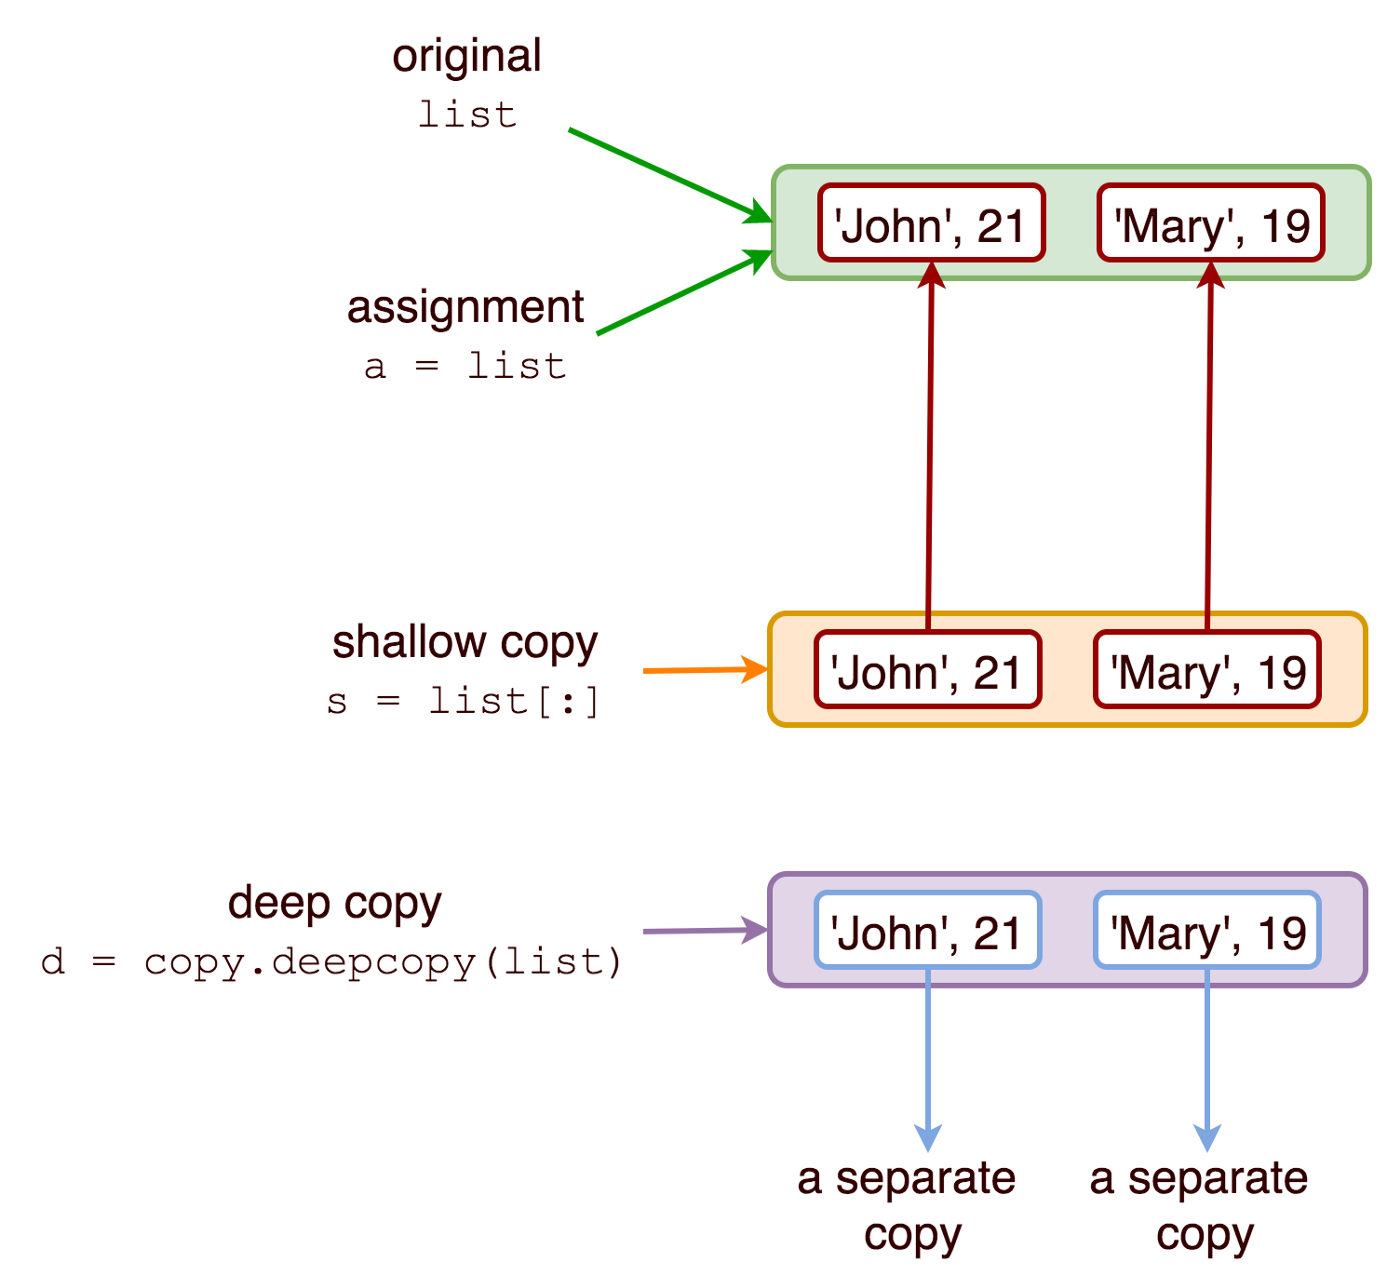 original
list
'John', 21 'Mary', 19
assignment
a = list
shallow copy
s = list[:]
'John', 21 'Mary', 19
deep copy
d = copy.deepcopy(list)
'John', 21 'Mary', 19
a separate
copy
a separate
copy